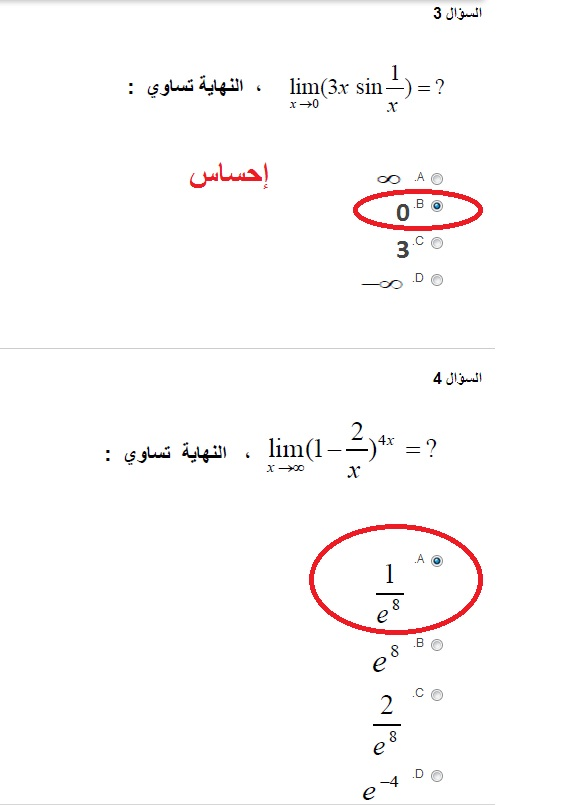 السؤال 3
lim(3x sin 1/x) = ? ، النهاية تساوي :
x→0
إحساس
∞ .A
0 .B
3 .C
−∞ .D
السؤال 4
lim(1 − 2/x)^4x = ? ، النهاية تساوي :
x→∞
.A
1/e^8
e^8 .B
.C
2/e^8
e^−4 .D